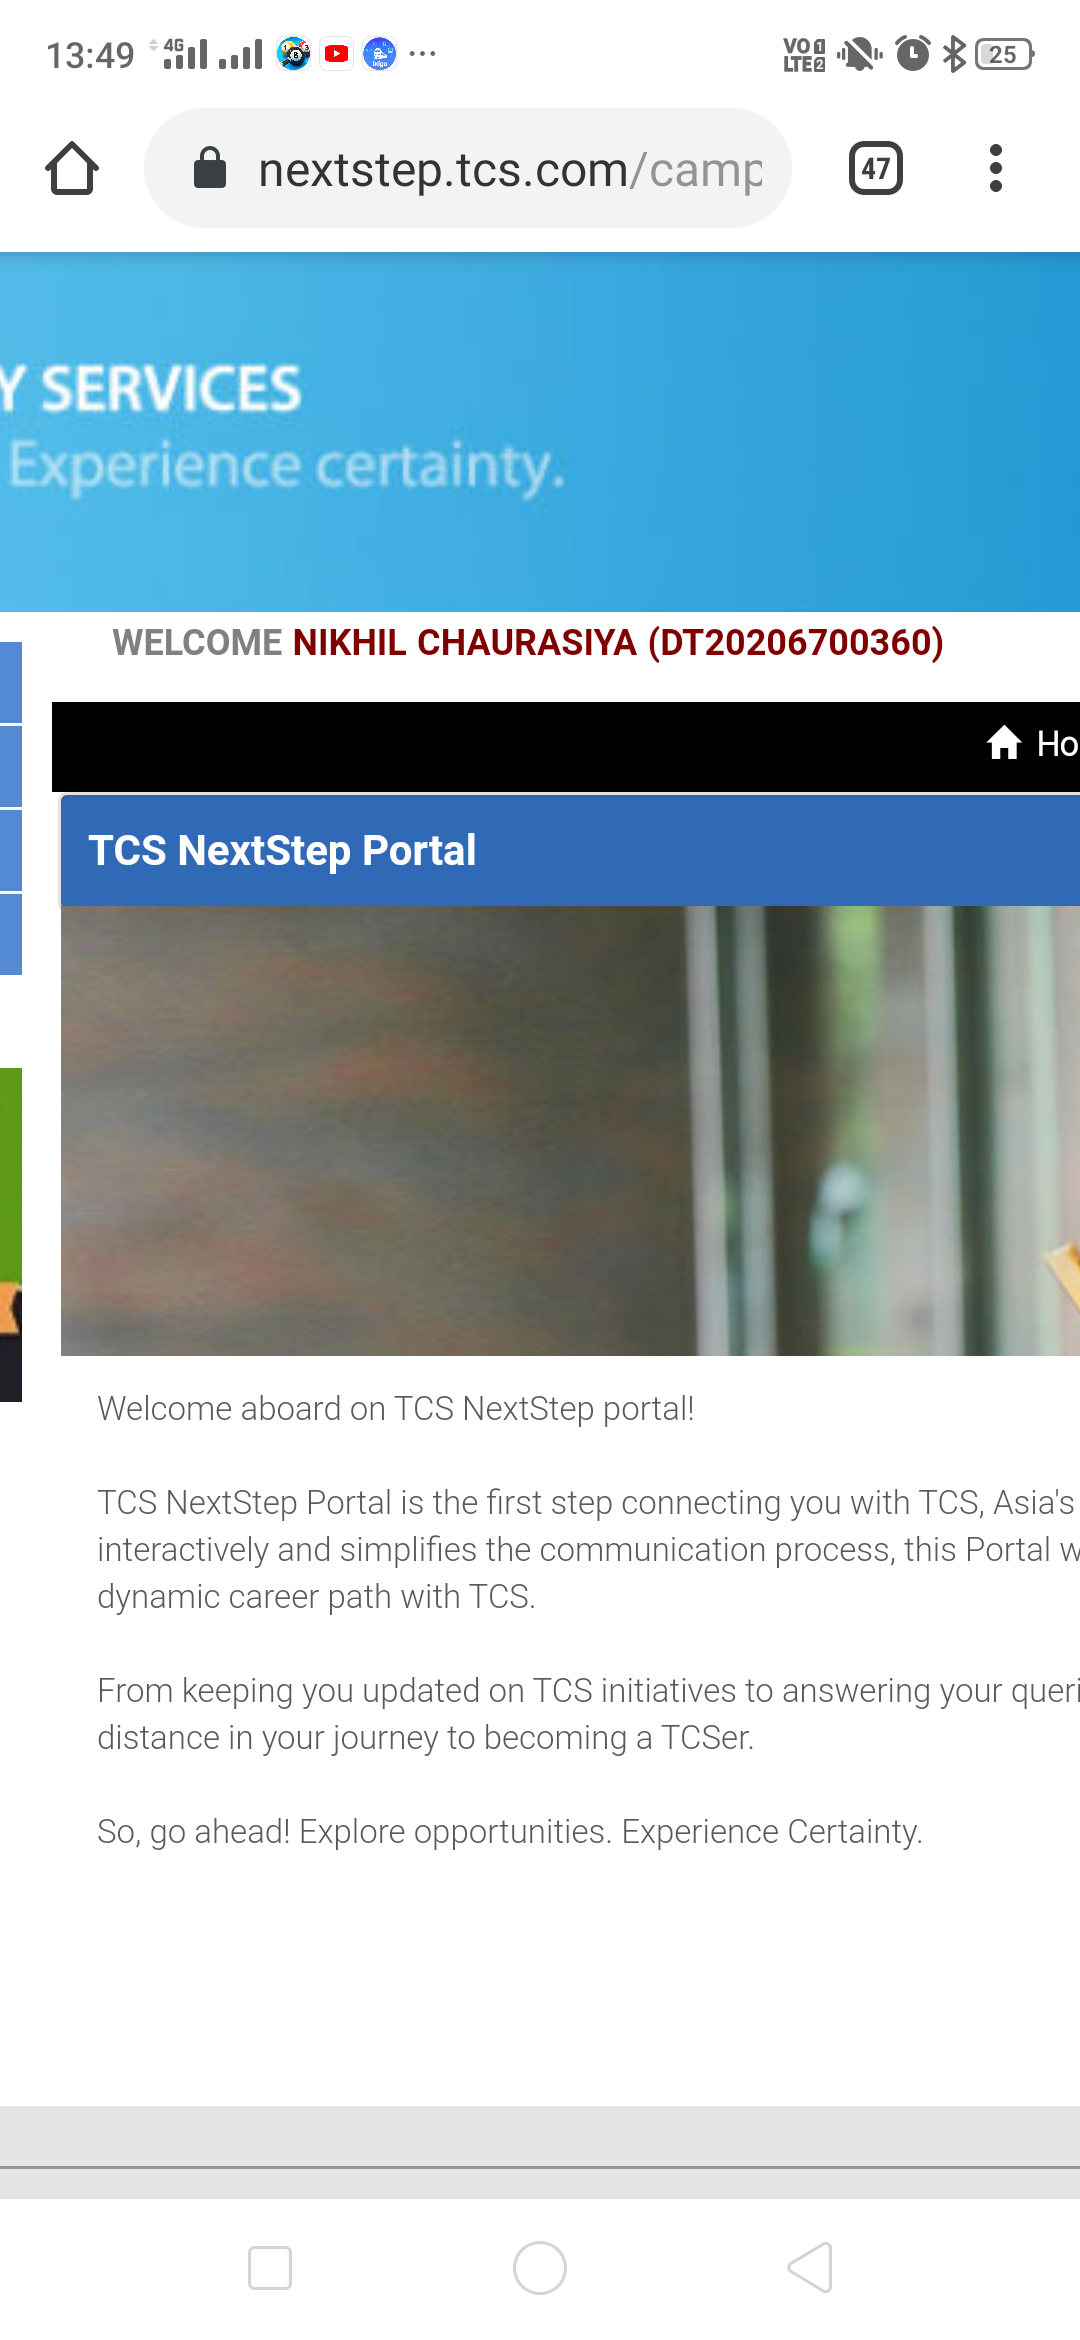 13:49 4G VO LTE 1 2 25
nextstep.tcs.com/camp
47
Y SERVICES
Experience certainty.
WELCOME NIKHIL CHAURASIYA (DT20206700360)
Ho
TCS NextStep Portal
Welcome aboard on TCS NextStep portal!
TCS NextStep Portal is the first step connecting you with TCS, Asia's
interactively and simplifies the communication process, this Portal w
dynamic career path with TCS.
From keeping you updated on TCS initiatives to answering your queri
distance in your journey to becoming a TCSer.
So, go ahead! Explore opportunities. Experience Certainty.